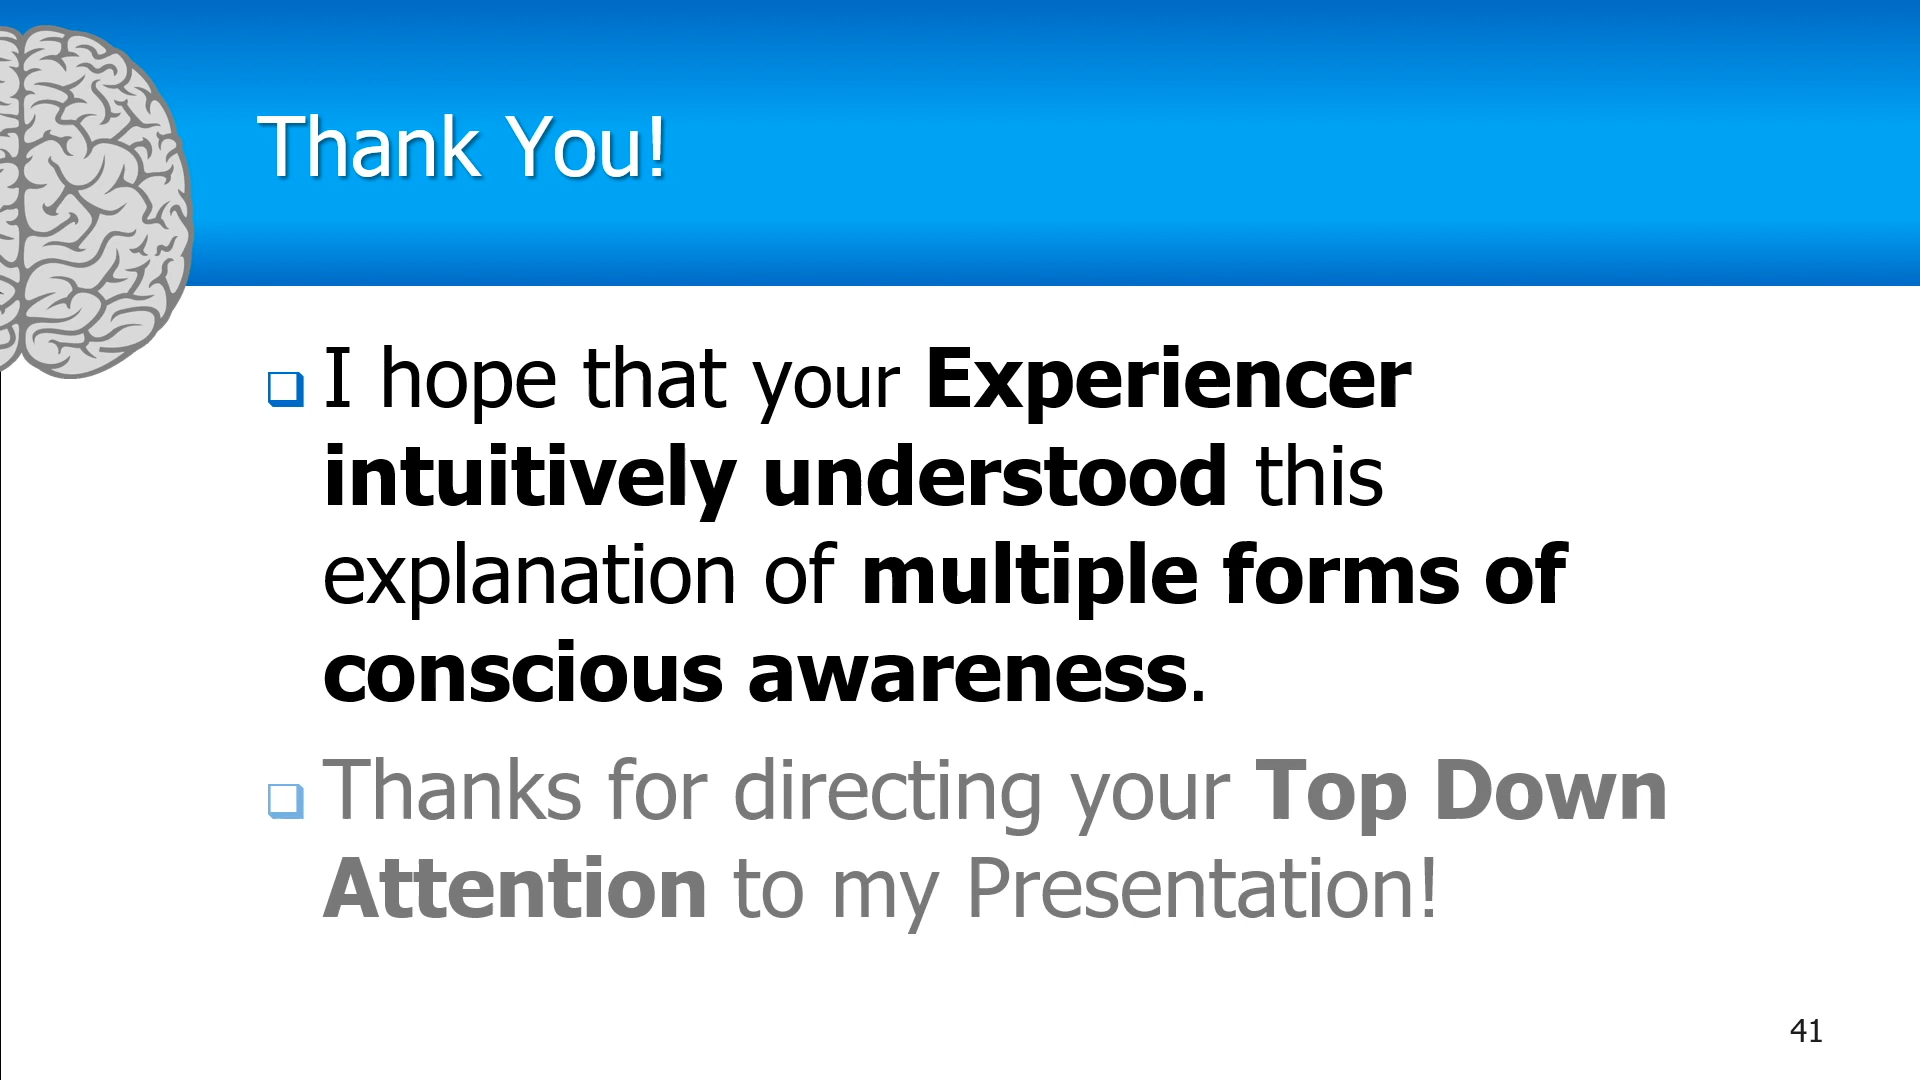 Thank You!
I hope that your Experiencer
intuitively understood this
explanation of multiple forms of
conscious awareness.
Thanks for directing your Top Down
Attention to my Presentation!
41